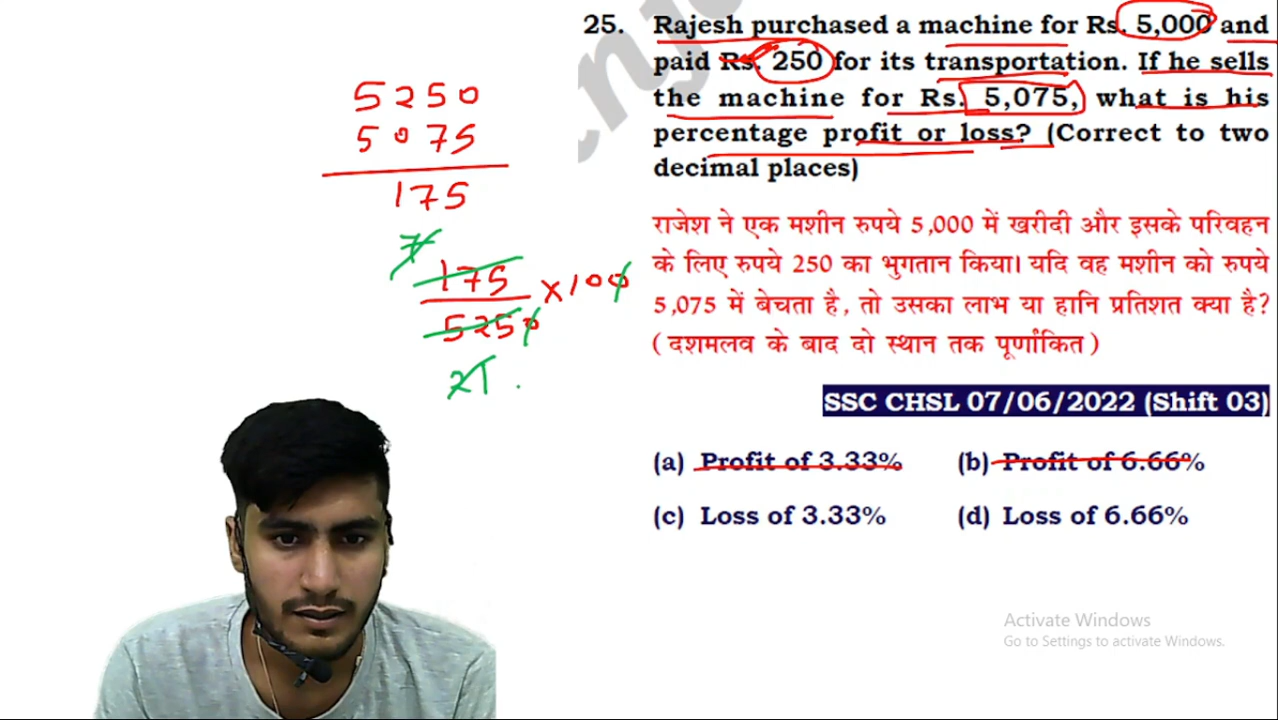 25. Rajesh purchased a machine for Rs. 5,000 and
paid Rs. 250 for its transportation. If he sells
the machine for Rs. 5,075, what is his
percentage profit or loss? (Correct to two
decimal places)
राजेश ने एक मशीन रुपये 5,000 में खरीदी और इसके परिवहन
के लिए रुपये 250 का भुगतान किया। यदि वह मशीन को रुपये
5,075 में बेचता है, तो उसका लाभ या हानि प्रतिशत क्या है?
( दशमलव के बाद दो स्थान तक पूर्णांकित )
SSC CHSL 07/06/2022 (Shift 03)
(a) Profit of 3.33% (b) Profit of 6.66%
(c) Loss of 3.33% (d) Loss of 6.66%
5250
5075
175
7
175
×100
5250
21
Activate Windows
Go to Settings to activate Windows.